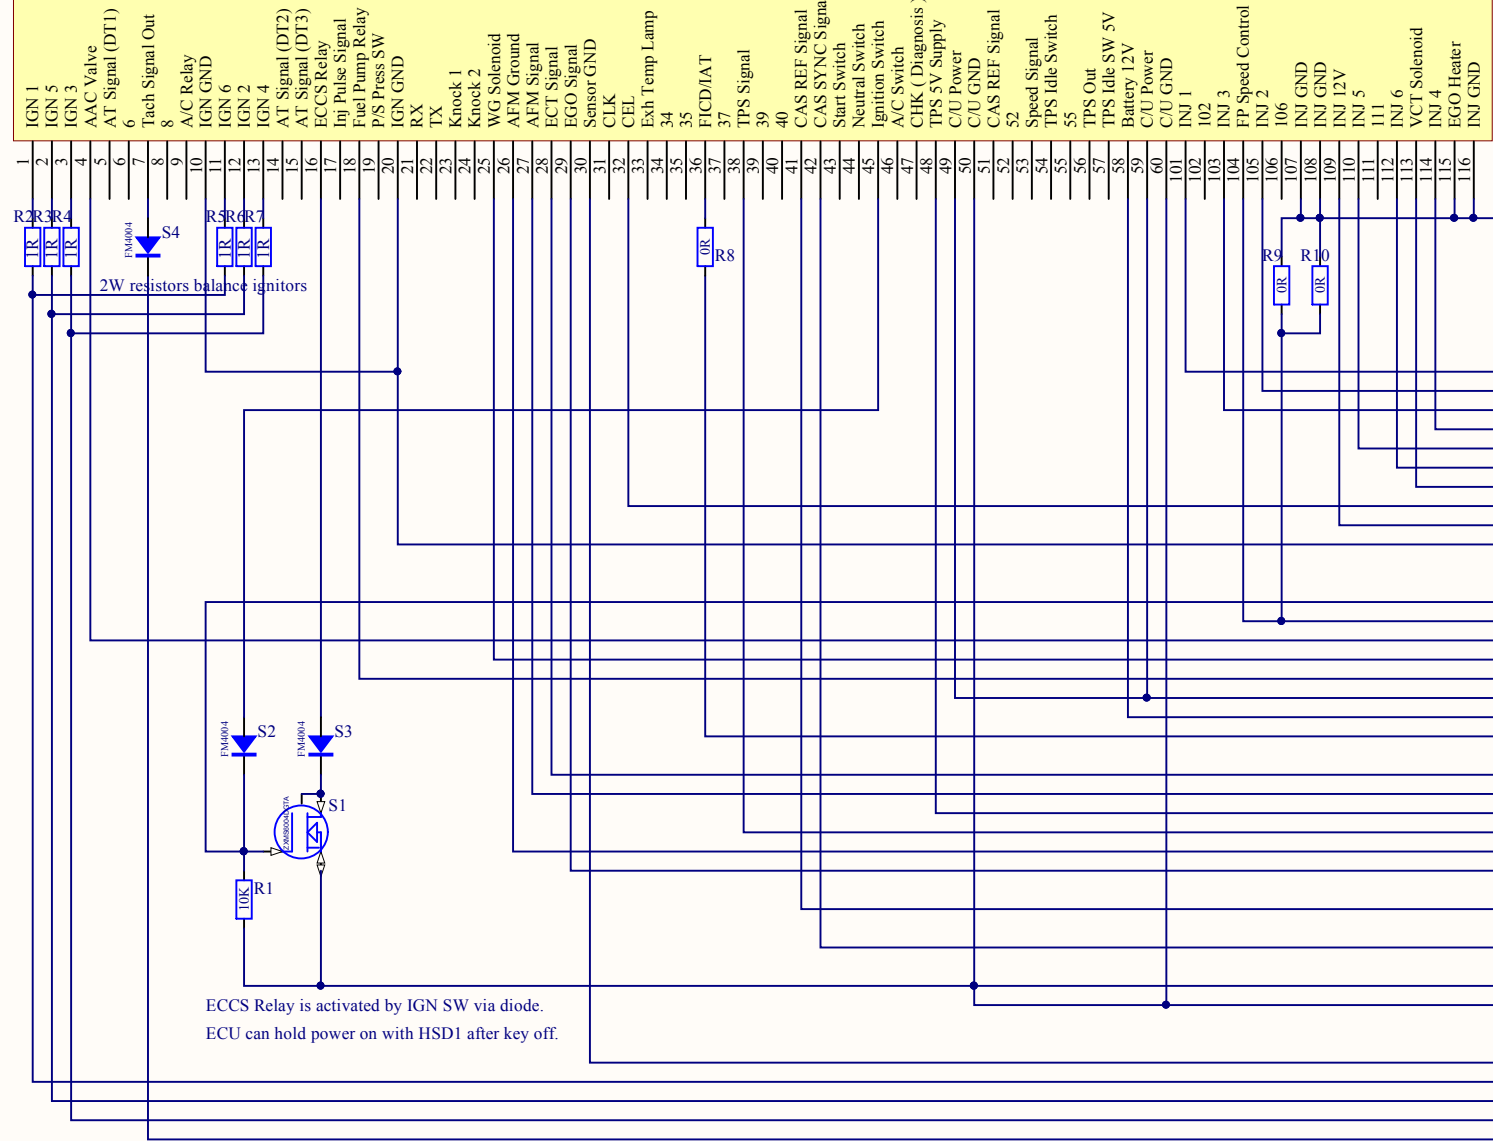 IGN 1
IGN 5
IGN 3
AAC Valve
AT Signal (DT1)
6
Tach Signal Out
8
A/C Relay
IGN GND
IGN 6
IGN 2
IGN 4
AT Signal (DT2)
AT Signal (DT3)
ECCS Relay
Inj Pulse Signal
Fuel Pump Relay
P/S Press SW
IGN GND
RX
TX
Knock 1
Knock 2
WG Solenoid
AFM Ground
AFM Signal
ECT Signal
EGO Signal
Sensor GND
CLK
CEL
Exh Temp Lamp
34
35
FICD/IAT
37
TPS Signal
39
40
CAS REF Signal
CAS SYNC Signa
Start Switch
Neutral Switch
Ignition Switch
A/C Switch
CHK ( Diagnosis )
TPS 5V Supply
C/U Power
C/U GND
CAS REF Signal
52
Speed Signal
TPS Idle Switch
55
TPS Out
TPS Idle SW 5V
Battery 12V
C/U Power
C/U GND
INJ 1
102
INJ 3
FP Speed Control
INJ 2
106
INJ GND
INJ GND
INJ 12V
INJ 5
111
INJ 6
VCT Solenoid
INJ 4
EGO Heater
INJ GND
1
2
3
4
5
6
7
8
9
10
11
12
13
14
15
16
17
18
19
20
21
22
23
24
25
26
27
28
29
30
31
32
33
34
35
36
37
38
39
40
41
42
43
44
45
46
47
48
49
50
51
52
53
54
55
56
57
58
59
60
101
102
103
104
105
106
107
108
109
110
111
112
113
114
115
116
R2
R3
R4
1R
1R
1R
S4
FM4004
R5
R6
R7
1R
1R
1R
R8
0R
R9
R10
0R
0R
2W resistors balance ignitors
S2
FM4004
S3
FM4004
S1
ZXMS6004DGTA
R1
10K
ECCS Relay is activated by IGN SW via diode.
ECU can hold power on with HSD1 after key off.